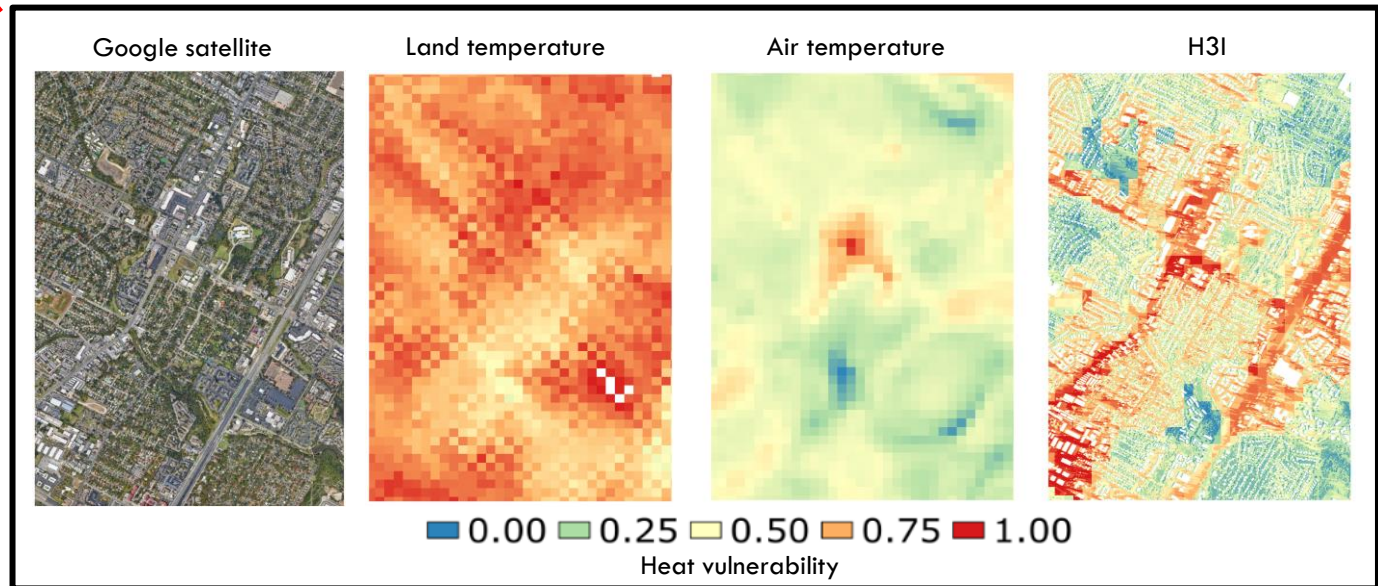 Google satellite
Land temperature
Air temperature
H3I
0.00 0.25 0.50 0.75 1.00
Heat vulnerability